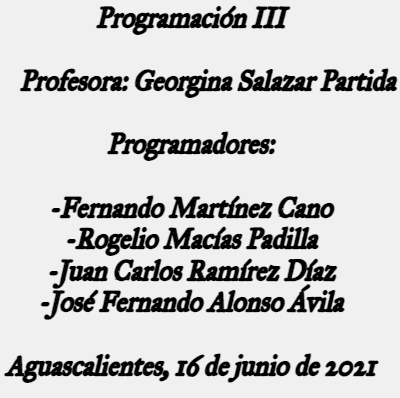 Programación III
Profesora: Georgina Salazar Partida
Programadores:
-Fernando Martínez Cano
-Rogelio Macías Padilla
-Juan Carlos Ramírez Díaz
-José Fernando Alonso Ávila
Aguascalientes, 16 de junio de 2021